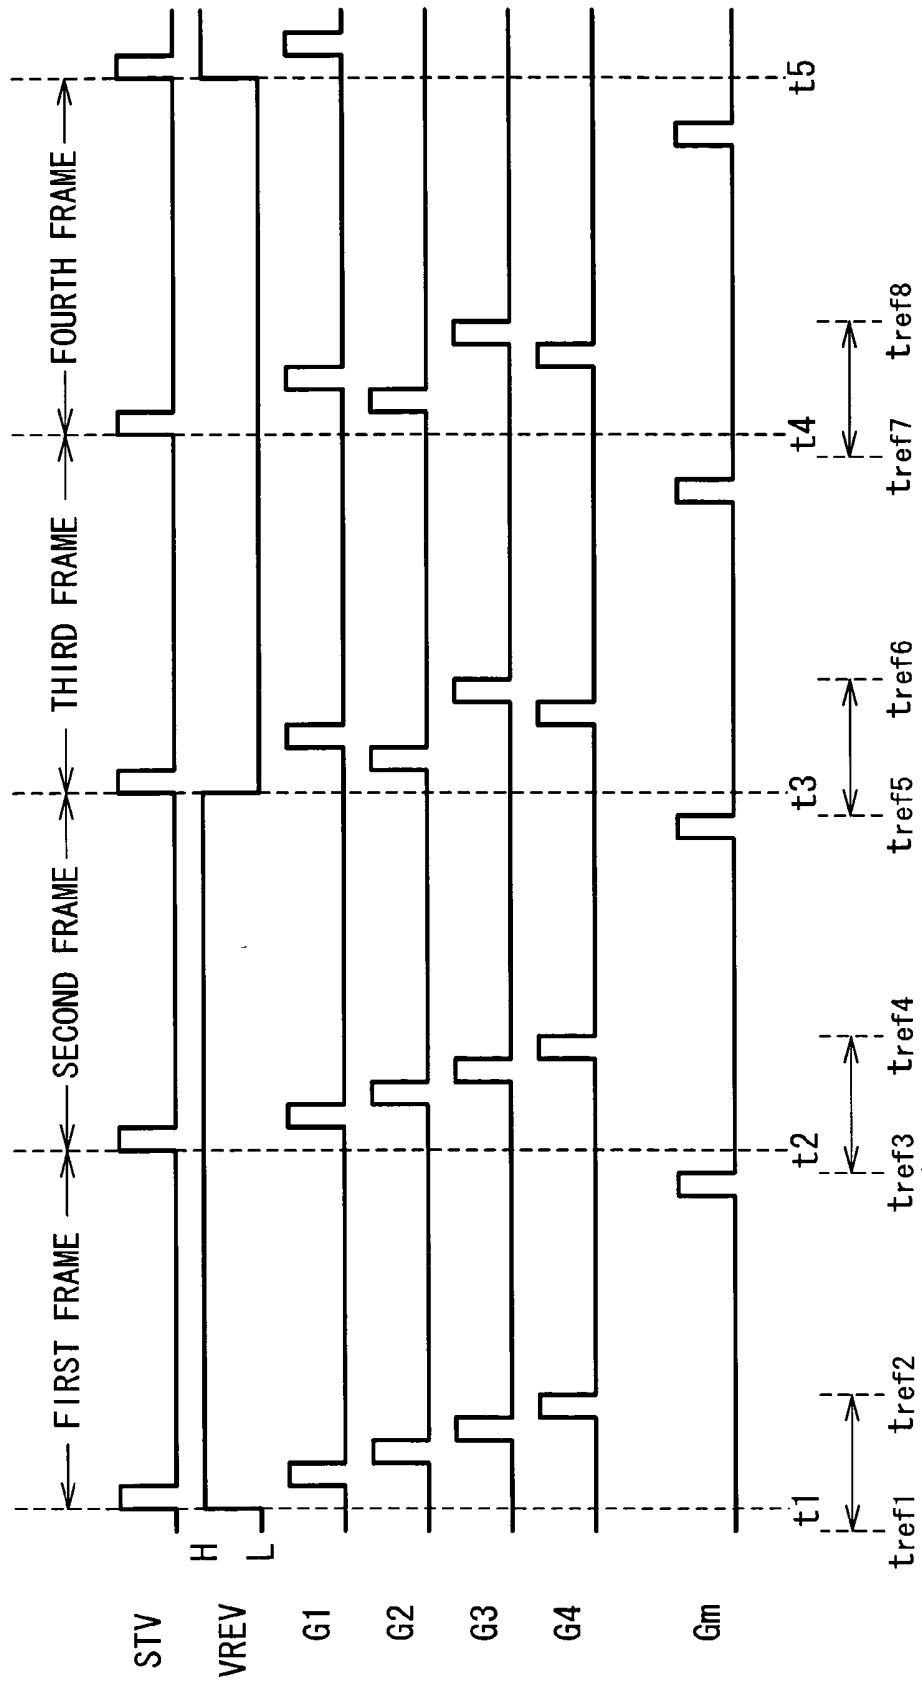 FIRST FRAME
SECOND FRAME
THIRD FRAME
FOURTH FRAME
STV
VREV
H
L
G1
G2
G3
G4
Gm
t1
t2
t3
t4
t5
tref1
tref2
tref3
tref4
tref5
tref6
tref7
tref8